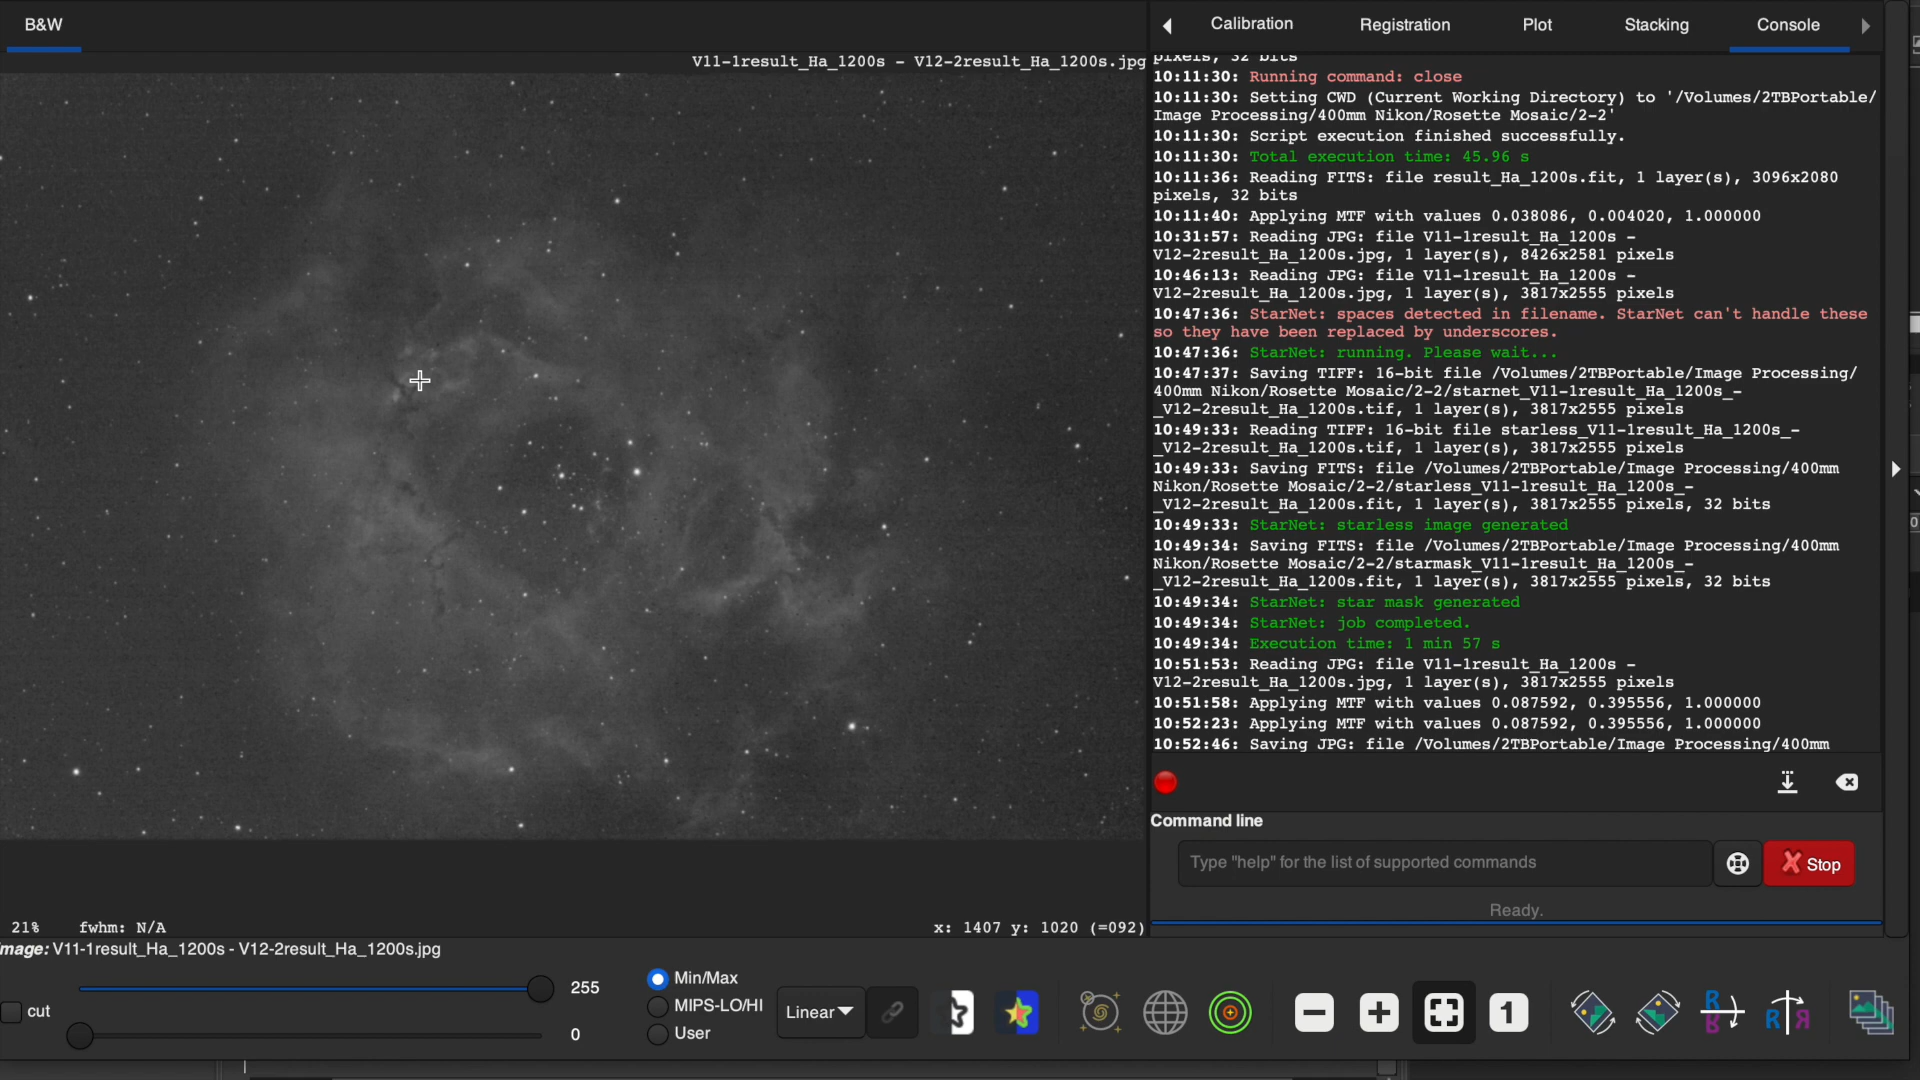 B&W
Calibration
Registration
Plot
Stacking
Console
V11-1result_Ha_1200s - V12-2result_Ha_1200s.jpg
pixels, 32 bits
10:11:30: Running command: close
10:11:30: Setting CWD (Current Working Directory) to '/Volumes/2TBPortable/
Image Processing/400mm Nikon/Rosette Mosaic/2-2'
10:11:30: Script execution finished successfully.
10:11:30: Total execution time: 45.96 s
10:11:36: Reading FITS: file result_Ha_1200s.fit, 1 layer(s), 3096x2080
pixels, 32 bits
10:11:40: Applying MTF with values 0.038086, 0.004020, 1.000000
10:31:57: Reading JPG: file V11-1result_Ha_1200s -
V12-2result_Ha_1200s.jpg, 1 layer(s), 8426x2581 pixels
10:46:13: Reading JPG: file V11-1result_Ha_1200s -
V12-2result_Ha_1200s.jpg, 1 layer(s), 3817x2555 pixels
10:47:36: StarNet: spaces detected in filename. StarNet can't handle these
so they have been replaced by underscores.
10:47:36: StarNet: running. Please wait...
10:47:37: Saving TIFF: 16-bit file /Volumes/2TBPortable/Image Processing/
400mm Nikon/Rosette Mosaic/2-2/starnet_V11-1result_Ha_1200s_-
_V12-2result_Ha_1200s.tif, 1 layer(s), 3817x2555 pixels
10:49:33: Reading TIFF: 16-bit file starless_V11-1result_Ha_1200s_-
_V12-2result_Ha_1200s.tif, 1 layer(s), 3817x2555 pixels
10:49:33: Saving FITS: file /Volumes/2TBPortable/Image Processing/400mm
Nikon/Rosette Mosaic/2-2/starless_V11-1result_Ha_1200s_-
_V12-2result_Ha_1200s.fit, 1 layer(s), 3817x2555 pixels, 32 bits
10:49:33: StarNet: starless image generated
10:49:34: Saving FITS: file /Volumes/2TBPortable/Image Processing/400mm
Nikon/Rosette Mosaic/2-2/starmask_V11-1result_Ha_1200s_-
_V12-2result_Ha_1200s.fit, 1 layer(s), 3817x2555 pixels, 32 bits
10:49:34: StarNet: star mask generated
10:49:34: StarNet: job completed.
10:49:34: Execution time: 1 min 57 s
10:51:53: Reading JPG: file V11-1result_Ha_1200s -
V12-2result_Ha_1200s.jpg, 1 layer(s), 3817x2555 pixels
10:51:58: Applying MTF with values 0.087592, 0.395556, 1.000000
10:52:23: Applying MTF with values 0.087592, 0.395556, 1.000000
10:52:46: Saving JPG: file /Volumes/2TBPortable/Image Processing/400mm
Command line
Type "help" for the list of supported commands
Stop
Ready.
21%
fwhm: N/A
x: 1407 y: 1020 (=092)
mage: V11-1result_Ha_1200s - V12-2result_Ha_1200s.jpg
255
cut
0
Min/Max
MIPS-LO/HI
User
Linear
1
R
R
R R